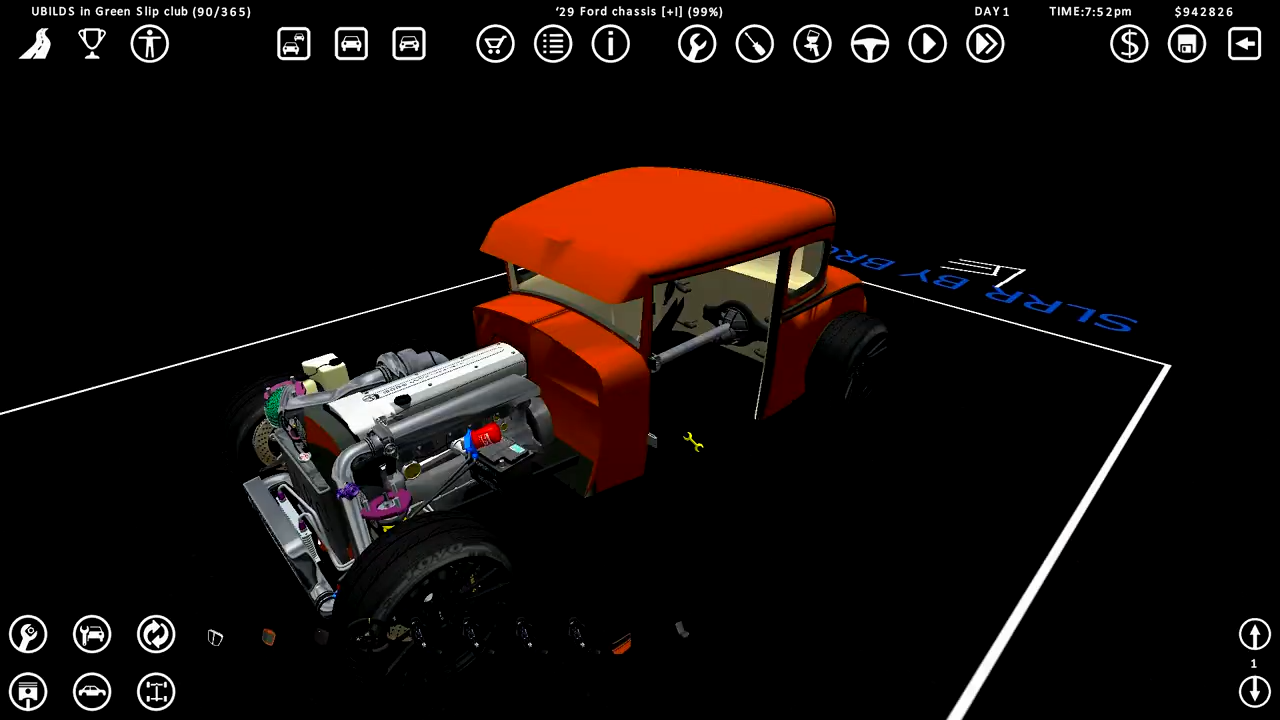 UBILDS in Green Slip club (90/365)
'29 Ford chassis [+I] (99%)
DAY 1
TIME:7:52pm
$942826
SLRR BY BR
1